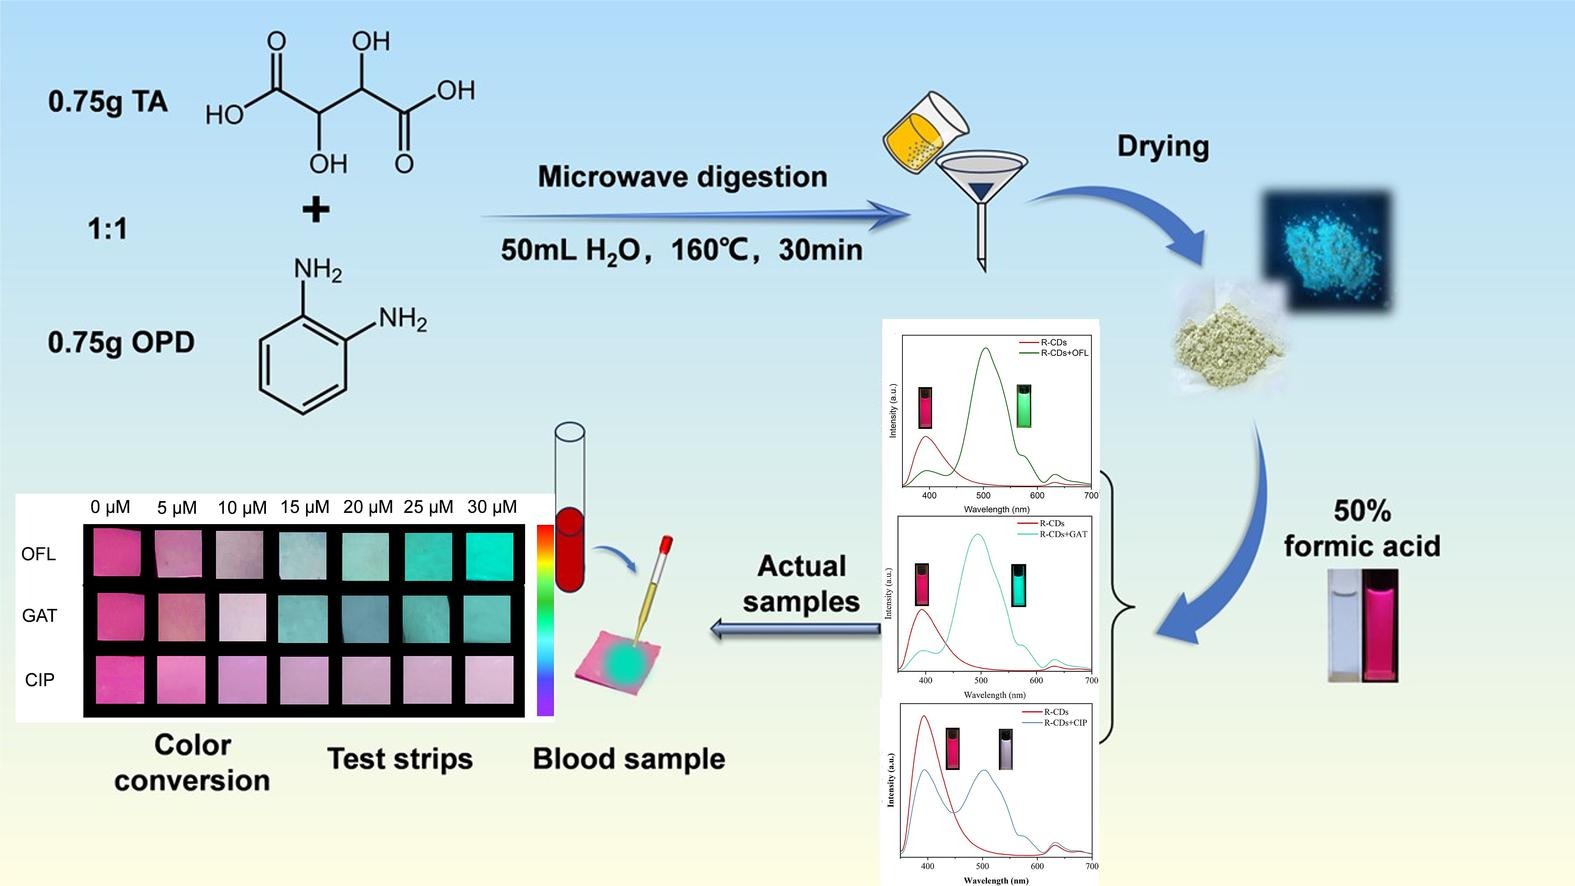 0.75g TA
O
OH
HO
OH
OH
O
+
1:1
NH2
NH2
0.75g OPD
Microwave digestion
50mL H2O，160℃，30min
Drying
50%
formic acid
R-CDs
R-CDs+OFL
Intensity (a.u.)
400 500 600 700
Wavelength (nm)
R-CDs
R-CDs+GAT
Intensity (a.u.)
400 500 600 700
Wavelength (nm)
R-CDs
R-CDs+CIP
Intensity (a.u.)
400 500 600 700
Wavelength (nm)
Actual
samples
0 μM 5 μM 10 μM 15 μM 20 μM 25 μM 30 μM
OFL
GAT
CIP
Color
conversion
Test strips
Blood sample